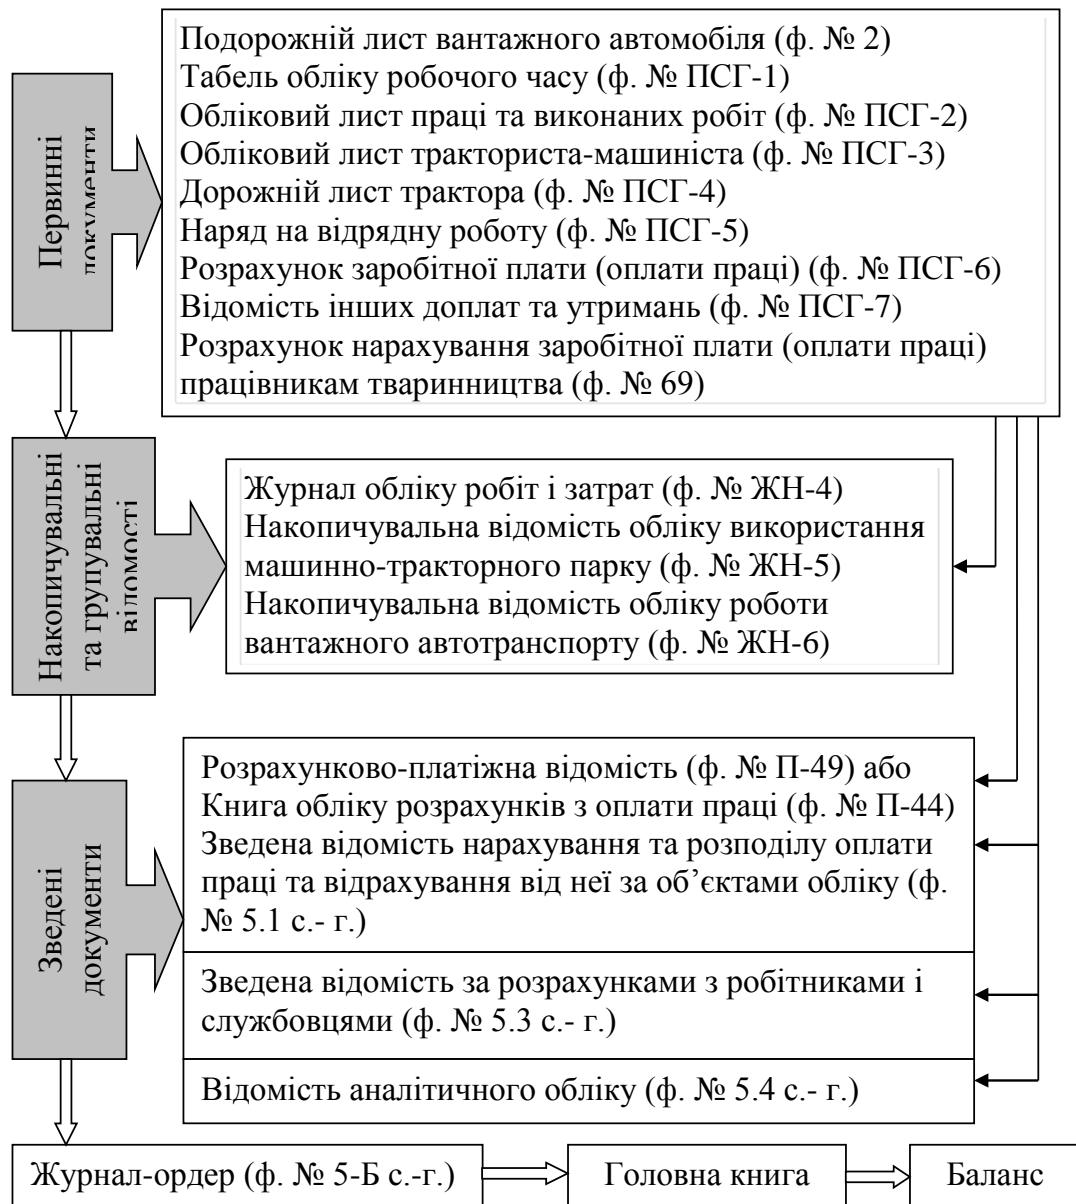 Первинні
документи
Подорожній лист вантажного автомобіля (ф. № 2)
Табель обліку робочого часу (ф. № ПСГ-1)
Обліковий лист праці та виконаних робіт (ф. № ПСГ-2)
Обліковий лист тракториста-машиніста (ф. № ПСГ-3)
Дорожній лист трактора (ф. № ПСГ-4)
Наряд на відрядну роботу (ф. № ПСГ-5)
Розрахунок заробітної плати (оплати праці) (ф. № ПСГ-6)
Відомість інших доплат та утримань (ф. № ПСГ-7)
Розрахунок нарахування заробітної плати (оплати праці)
працівникам тваринництва (ф. № 69)
Накопичувальні
та групувальні
відомості
Журнал обліку робіт і затрат (ф. № ЖН-4)
Накопичувальна відомість обліку використання
машинно-тракторного парку (ф. № ЖН-5)
Накопичувальна відомість обліку роботи
вантажного автотранспорту (ф. № ЖН-6)
Зведені
документи
Розрахунково-платіжна відомість (ф. № П-49) або
Книга обліку розрахунків з оплати праці (ф. № П-44)
Зведена відомість нарахування та розподілу оплати
праці та відрахування від неї за об’єктами обліку (ф.
№ 5.1 с.- г.)
Зведена відомість за розрахунками з робітниками і
службовцями (ф. № 5.3 с.- г.)
Відомість аналітичного обліку (ф. № 5.4 с.- г.)
Журнал-ордер (ф. № 5-Б с.-г.)
Головна книга
Баланс